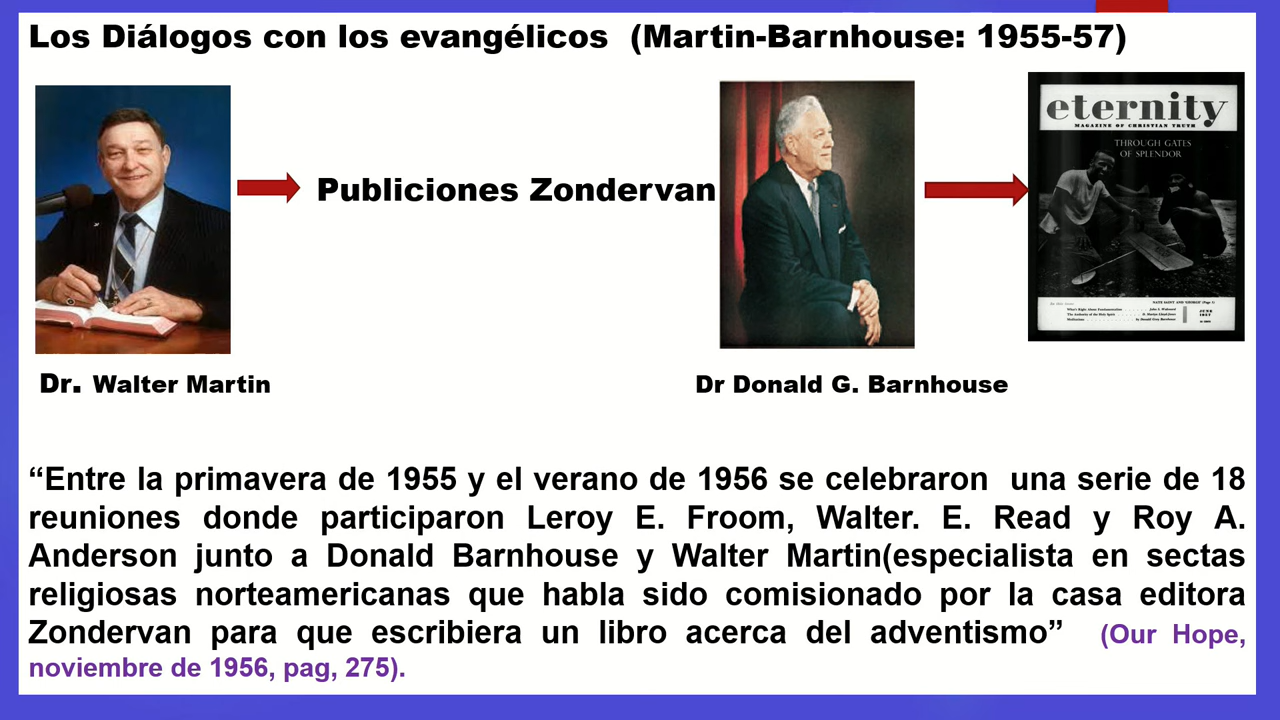 Los Diálogos con los evangélicos (Martin-Barnhouse: 1955-57)
eternity
MAGAZINE OF CHRISTIAN TRUTH
THROUGH GATES
OF SPLENDOR
Publiciones Zondervan
JUNE
1957
Dr. Walter Martin
Dr Donald G. Barnhouse
“Entre la primavera de 1955 y el verano de 1956 se celebraron una serie de 18
reuniones donde participaron Leroy E. Froom, Walter. E. Read y Roy A.
Anderson junto a Donald Barnhouse y Walter Martin(especialista en sectas
religiosas norteamericanas que habla sido comisionado por la casa editora
Zondervan para que escribiera un libro acerca del adventismo” (Our Hope,
noviembre de 1956, pag, 275).